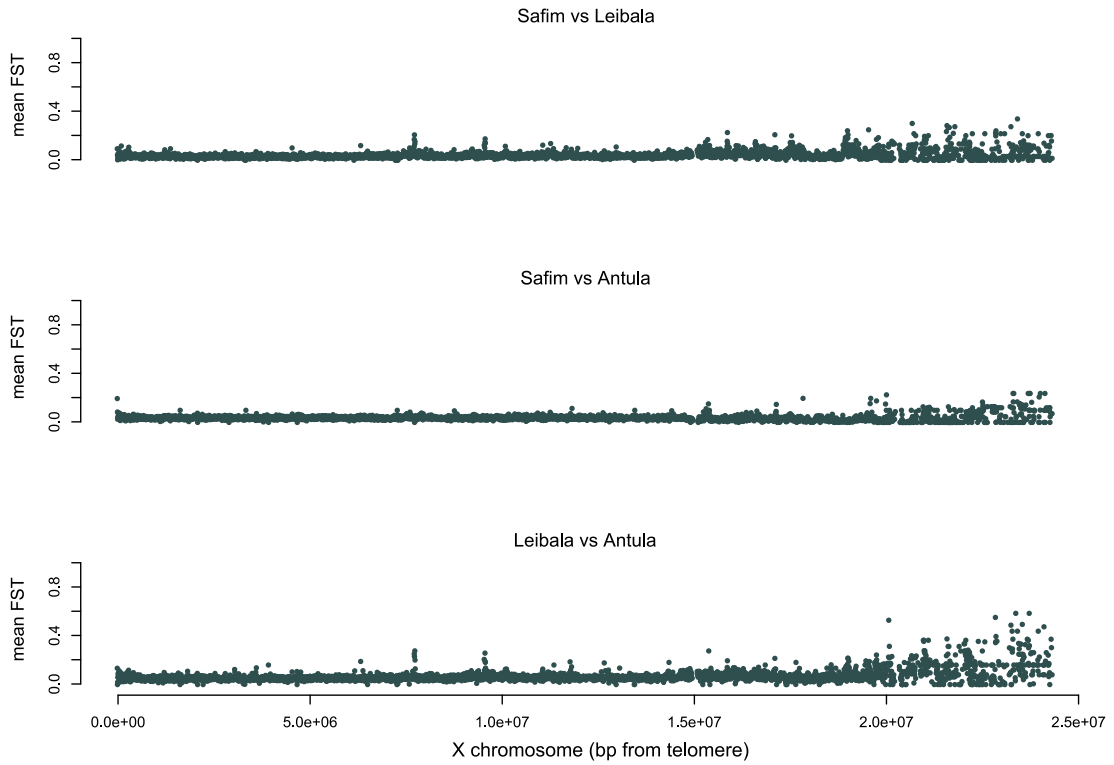 Safim vs Leibala
mean FST
0.8
0.4
0.0
Safim vs Antula
mean FST
0.8
0.4
0.0
Leibala vs Antula
mean FST
0.8
0.4
0.0
0.0e+00 5.0e+06 1.0e+07 1.5e+07 2.0e+07 2.5e+07
X chromosome (bp from telomere)